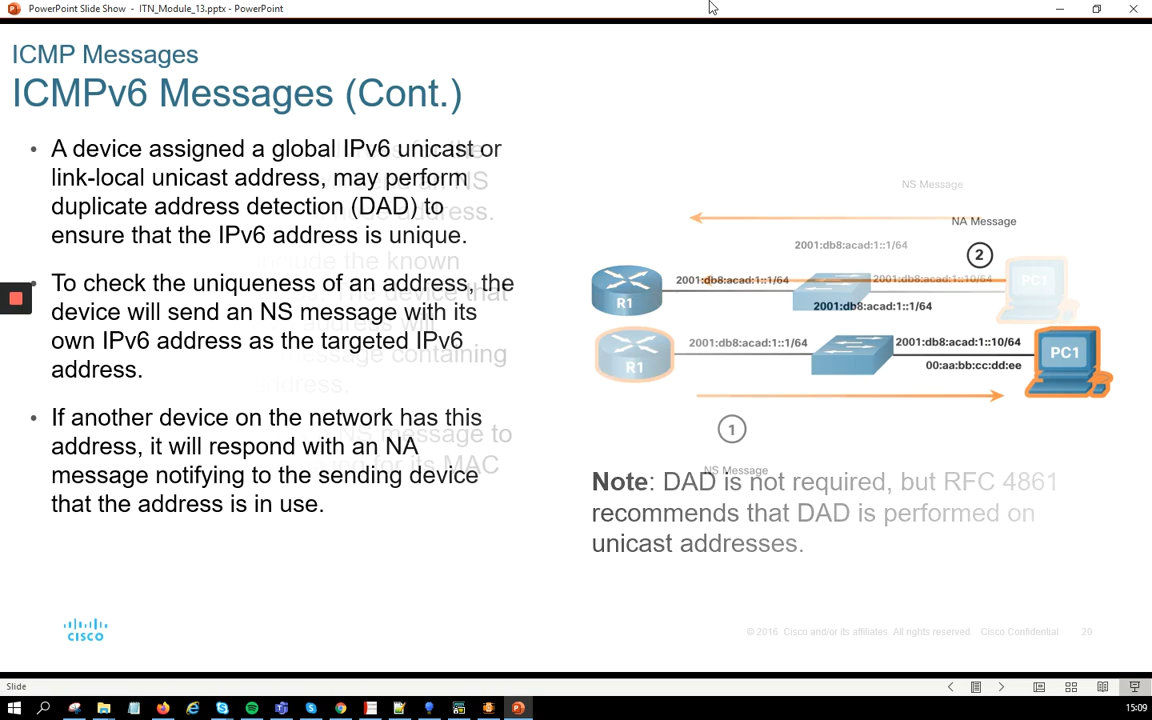 PowerPoint Slide Show - ITN_Module_13.pptx - PowerPoint
ICMP Messages
ICMPv6 Messages (Cont.)
• A device assigned a global IPv6 unicast or
link-local unicast address, may perform
duplicate address detection (DAD) to
ensure that the IPv6 address is unique.
• To check the uniqueness of an address, the
device will send an NS message with its
own IPv6 address as the targeted IPv6
address.
• If another device on the network has this
address, it will respond with an NA
message notifying to the sending device
that the address is in use.
NS Message
NA Message
2001:db8:acad:1::1/64
2
2001:db8:acad:1::1/64
2001:db8:acad:1::10/64
PC1
R1
2001:db8:acad:1::1/64
2001:db8:acad:1::1/64
2001:db8:acad:1::10/64
PC1
R1
00:aa:bb:cc:dd:ee
1
NS Message
Note: DAD is not required, but RFC 4861
recommends that DAD is performed on
unicast addresses.
CISCO
© 2016 Cisco and/or its affiliates. All rights reserved. Cisco Confidential
20
Slide
15:09